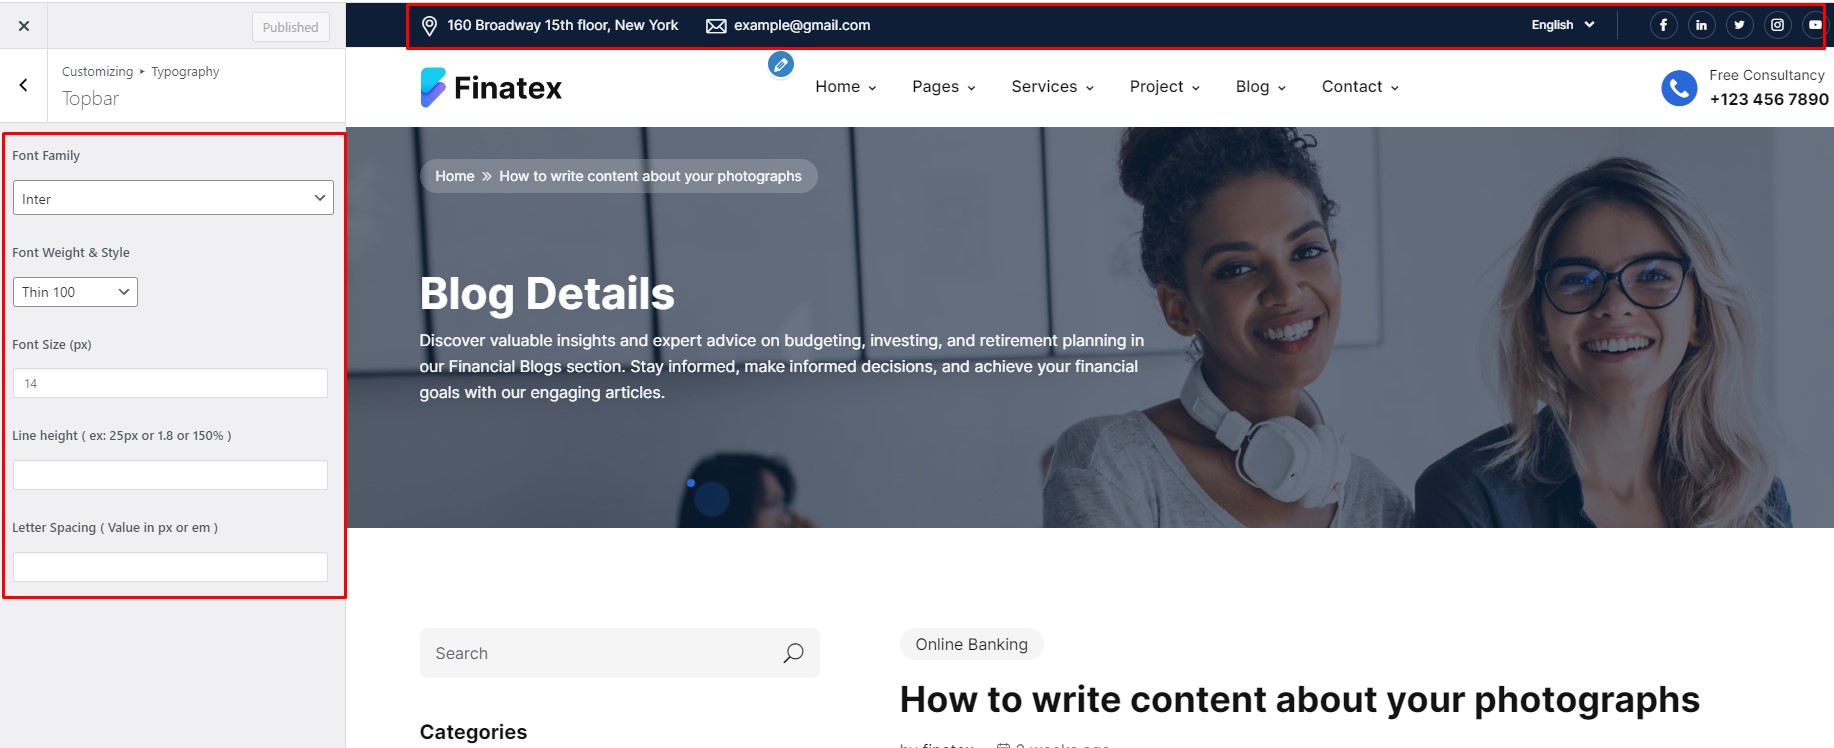 Published
Customizing ▸ Typography
Topbar
Font Family
Inter
Font Weight & Style
Thin 100
Font Size (px)
14
Line height ( ex: 25px or 1.8 or 150% )
Letter Spacing ( Value in px or em )
160 Broadway 15th floor, New York example@gmail.com English
Finatex
Home Pages Services Project Blog Contact
Free Consultancy
+123 456 7890
Home » How to write content about your photographs
Blog Details
Discover valuable insights and expert advice on budgeting, investing, and retirement planning in
our Financial Blogs section. Stay informed, make informed decisions, and achieve your financial
goals with our engaging articles.
Search
Categories
Online Banking
How to write content about your photographs
by finatex 2 weeks ago